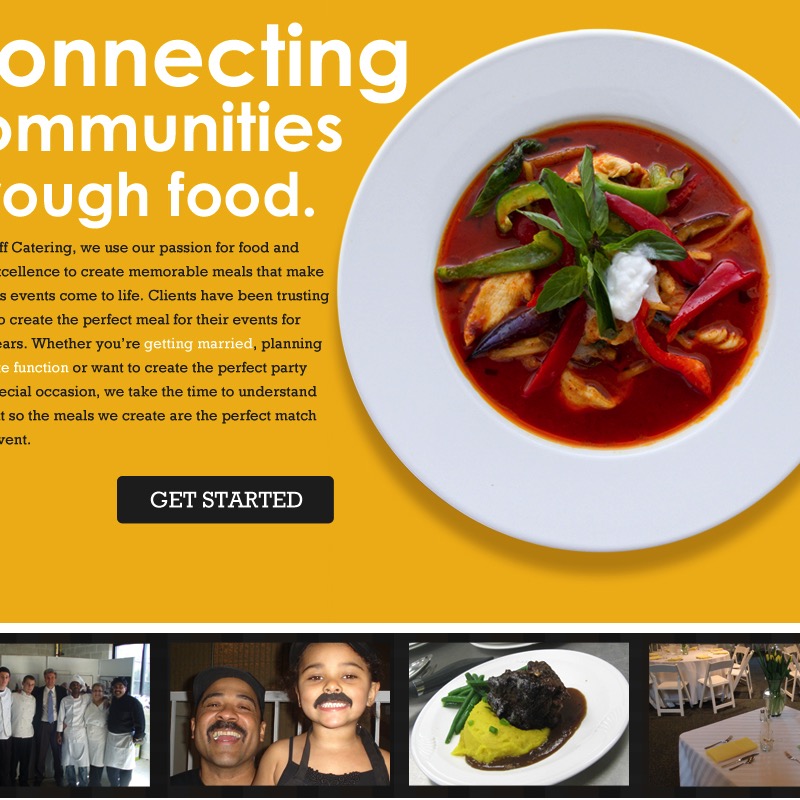 onnecting
ommunities
rough food.
ff Catering, we use our passion for food and
xcellence to create memorable meals that make
s events come to life. Clients have been trusting
o create the perfect meal for their events for
ears. Whether you’re getting married, planning
te function or want to create the perfect party
ecial occasion, we take the time to understand
t so the meals we create are the perfect match
vent.
GET STARTED